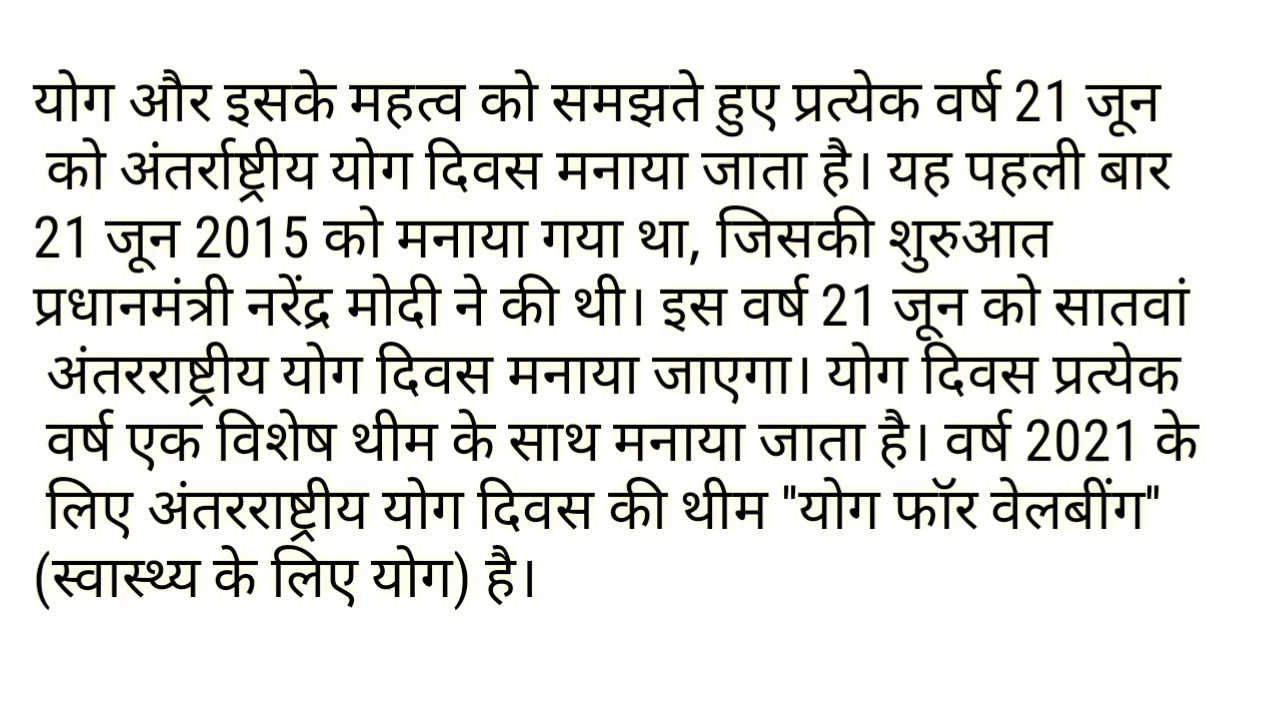 योग और इसके महत्व को समझते हुए प्रत्येक वर्ष 21 जून
को अंतर्राष्ट्रीय योग दिवस मनाया जाता है। यह पहली बार
21 जून 2015 को मनाया गया था, जिसकी शुरुआत
प्रधानमंत्री नरेंद्र मोदी ने की थी। इस वर्ष 21 जून को सातवां
अंतरराष्ट्रीय योग दिवस मनाया जाएगा। योग दिवस प्रत्येक
वर्ष एक विशेष थीम के साथ मनाया जाता है। वर्ष 2021 के
लिए अंतरराष्ट्रीय योग दिवस की थीम "योग फॉर वेलबींग"
(स्वास्थ्य के लिए योग) है।